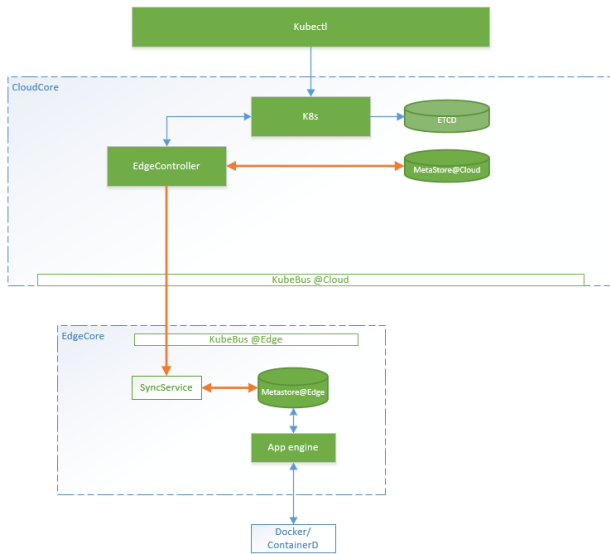 Kubectl
CloudCore
K8s
ETCD
EdgeController
MetaStore@Cloud
KubeBus @Cloud
EdgeCore
KubeBus @Edge
SyncService
Metastore@Edge
App engine
Docker/
ContainerD